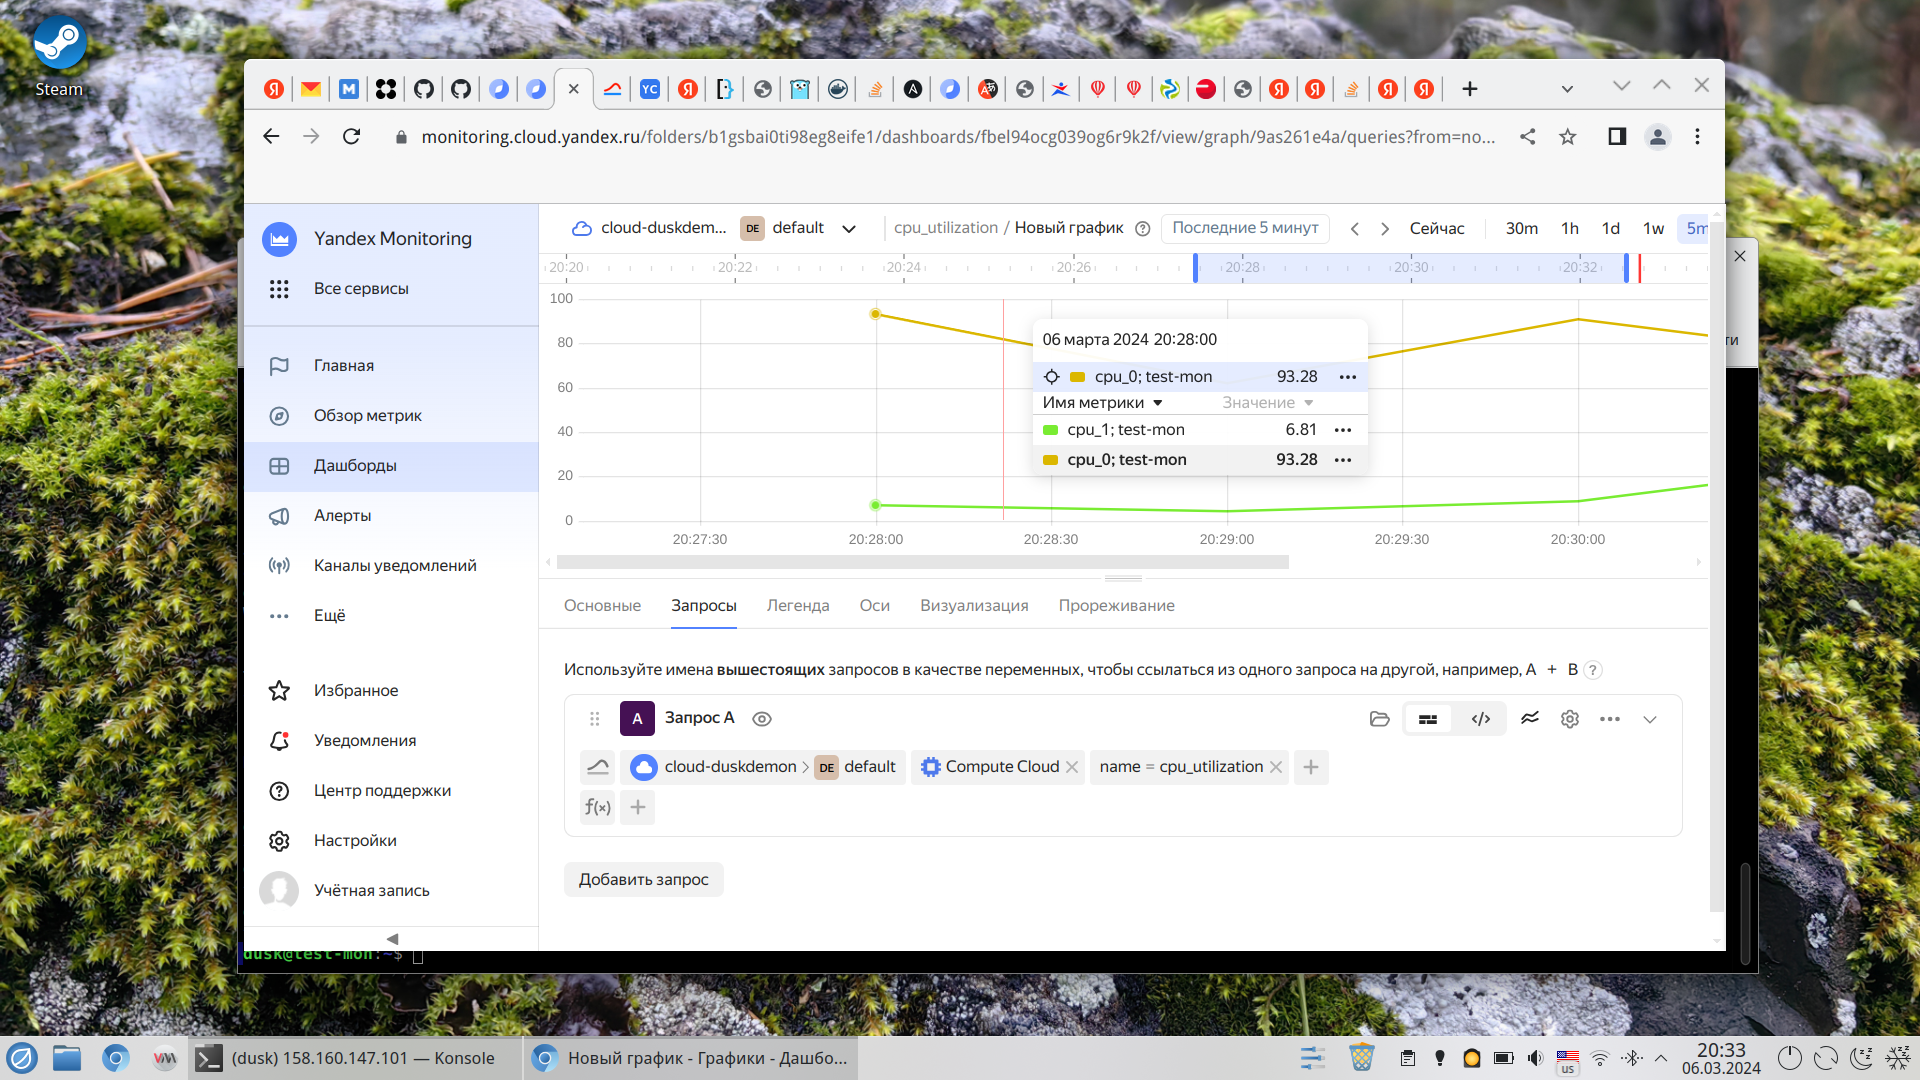 Steam
monitoring.cloud.yandex.ru/folders/b1gsbai0ti98eg8eife1/dashboards/fbel94ocg039og6r9k2f/view/graph/9as261e4a/queries?from=no...
Yandex Monitoring
Все сервисы
Главная
Обзор метрик
Дашборды
Алерты
Каналы уведомлений
Ещё
Избранное
Уведомления
Центр поддержки
Настройки
Учётная запись
cloud-duskdem... DE default cpu_utilization / Новый график Последние 5 минут Сейчас 30m 1h 1d 1w 5m
20:20 20:22 20:24 20:26 20:28 20:30 20:32
100
80
60
40
20
0
06 марта 2024 20:28:00
cpu_0; test-mon 93.28
Имя метрики Значение
cpu_1; test-mon 6.81
cpu_0; test-mon 93.28
20:27:30 20:28:00 20:28:30 20:29:00 20:29:30 20:30:00
Основные Запросы Легенда Оси Визуализация Прореживание
Используйте имена вышестоящих запросов в качестве переменных, чтобы ссылаться из одного запроса на другой, например, A + B ?
A Запрос A
cloud-duskdemon > DE default Compute Cloud name = cpu_utilization +
f(x) +
Добавить запрос
ти
dusk@test-mon:~$
(dusk) 158.160.147.101 — Konsole
Новый график - Графики - Дашбо...
us
20:33
06.03.2024